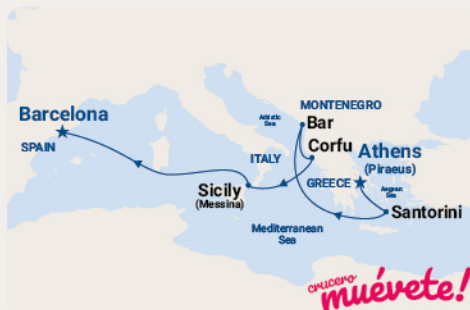 MONTENEGRO
Adriatic
Sea
Bar
Barcelona
SPAIN
Corfu
Athens
(Piraeus)
ITALY
GREECE
Aegean
Sea
Sicily
(Messina)
Santorini
Mediterranean
Sea
crucero
muévete!